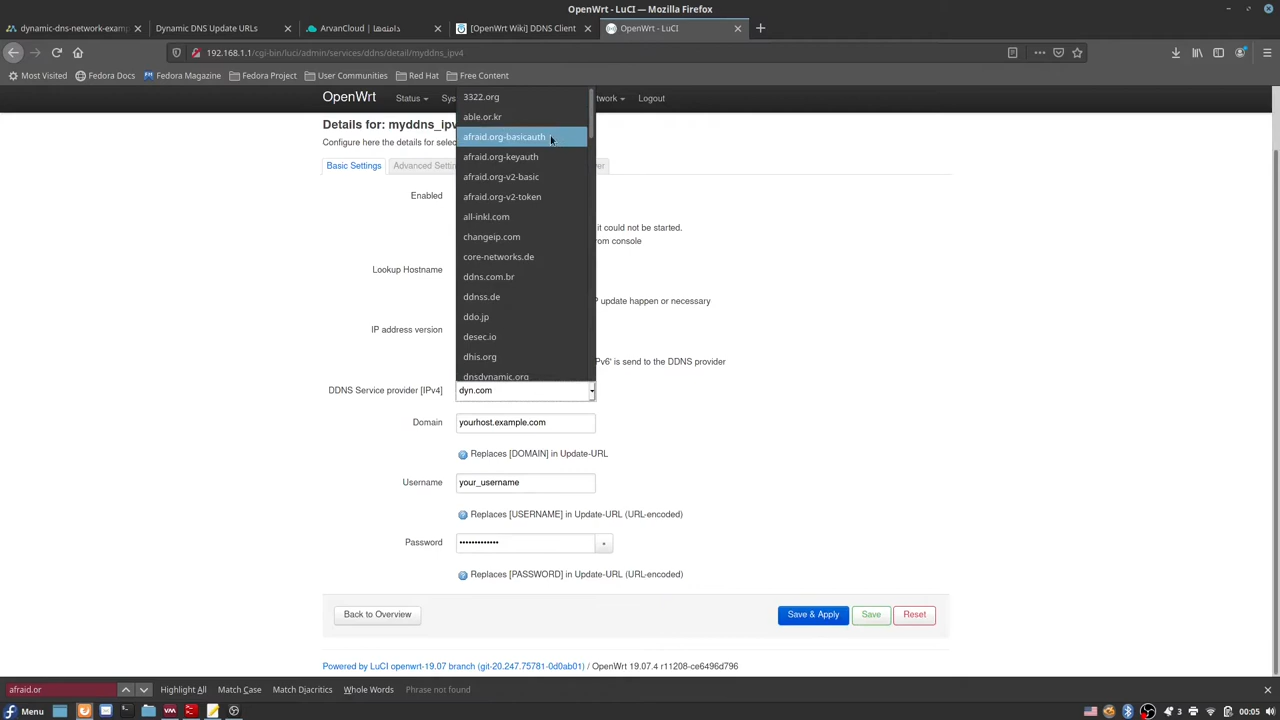 OpenWrt - LuCI — Mozilla Firefox
dynamic-dns-network-examp
Dynamic DNS Update URLs
ArvanCloud | دامنه‌ها
[OpenWrt Wiki] DDNS Client
OpenWrt - LuCI
192.168.1.1/cgi-bin/luci/admin/services/ddns/detail/myddns_ipv4
Most Visited
Fedora Docs
Fedora Magazine
Fedora Project
User Communities
Red Hat
Free Content
OpenWrt
Status
Sys
twork
Logout
3322.org
able.or.kr
afraid.org-basicauth
afraid.org-keyauth
afraid.org-v2-basic
afraid.org-v2-token
all-inkl.com
changeip.com
core-networks.de
ddns.com.br
ddnss.de
ddo.jp
desec.io
dhis.org
dnsdynamic.org
Details for: myddns_ipv
Configure here the details for selec
Basic Settings
Advanced Settin
er
Enabled
it could not be started.
rom console
Lookup Hostname
P update happen or necessary
IP address version
Pv6' is send to the DDNS provider
DDNS Service provider [IPv4]
dyn.com
Domain
yourhost.example.com
Replaces [DOMAIN] in Update-URL
Username
your_username
Replaces [USERNAME] in Update-URL (URL-encoded)
Password
•••••••••••••
*
Replaces [PASSWORD] in Update-URL (URL-encoded)
Back to Overview
Save & Apply
Save
Reset
Powered by LuCI openwrt-19.07 branch (git-20.247.75781-0d0ab01) / OpenWrt 19.07.4 r11208-ce6496d796
afraid.or
Highlight All
Match Case
Match Diacritics
Whole Words
Phrase not found
Menu
3
00:05